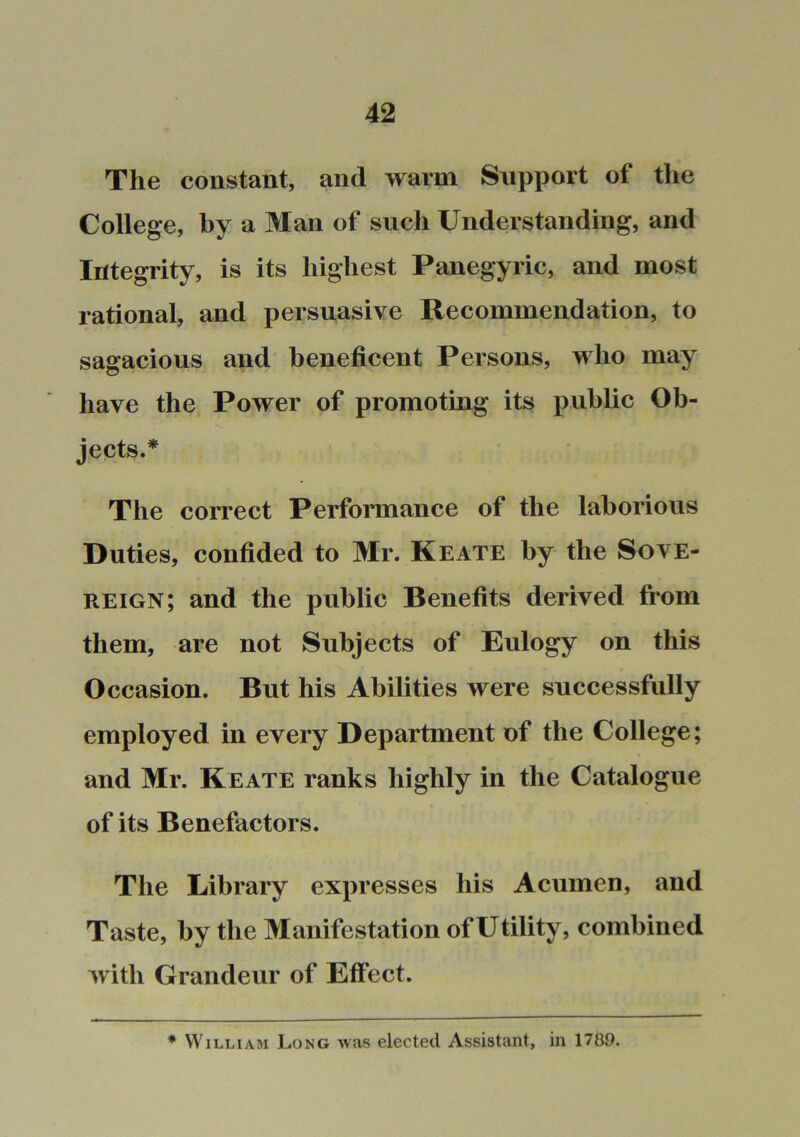 42
The constant, and warm Support of the
College, by a Man of such Understanding, and
Integrity, is its highest Panegyric, and most
rational, and persuasive Recommendation, to
sagacious and beneficent Persons, who may
have the Power of promoting its public Ob-
jects.*
The correct Performance of the laborious
Duties, confided to Mr. KEATE by the SOVE-
REIGN; and the public Benefits derived from
them, are not Subjects of Eulogy on this
Occasion. But his Abilities were successfully
employed in every Department of the College;
and Mr. KEATE ranks highly in the Catalogue
of its Benefactors.
The Library expresses his Acumen, and
Taste, by the Manifestation of Utility, combined
with Grandeur of Effect.
* WILLIAM LONG was elected Assistant, in 1789.